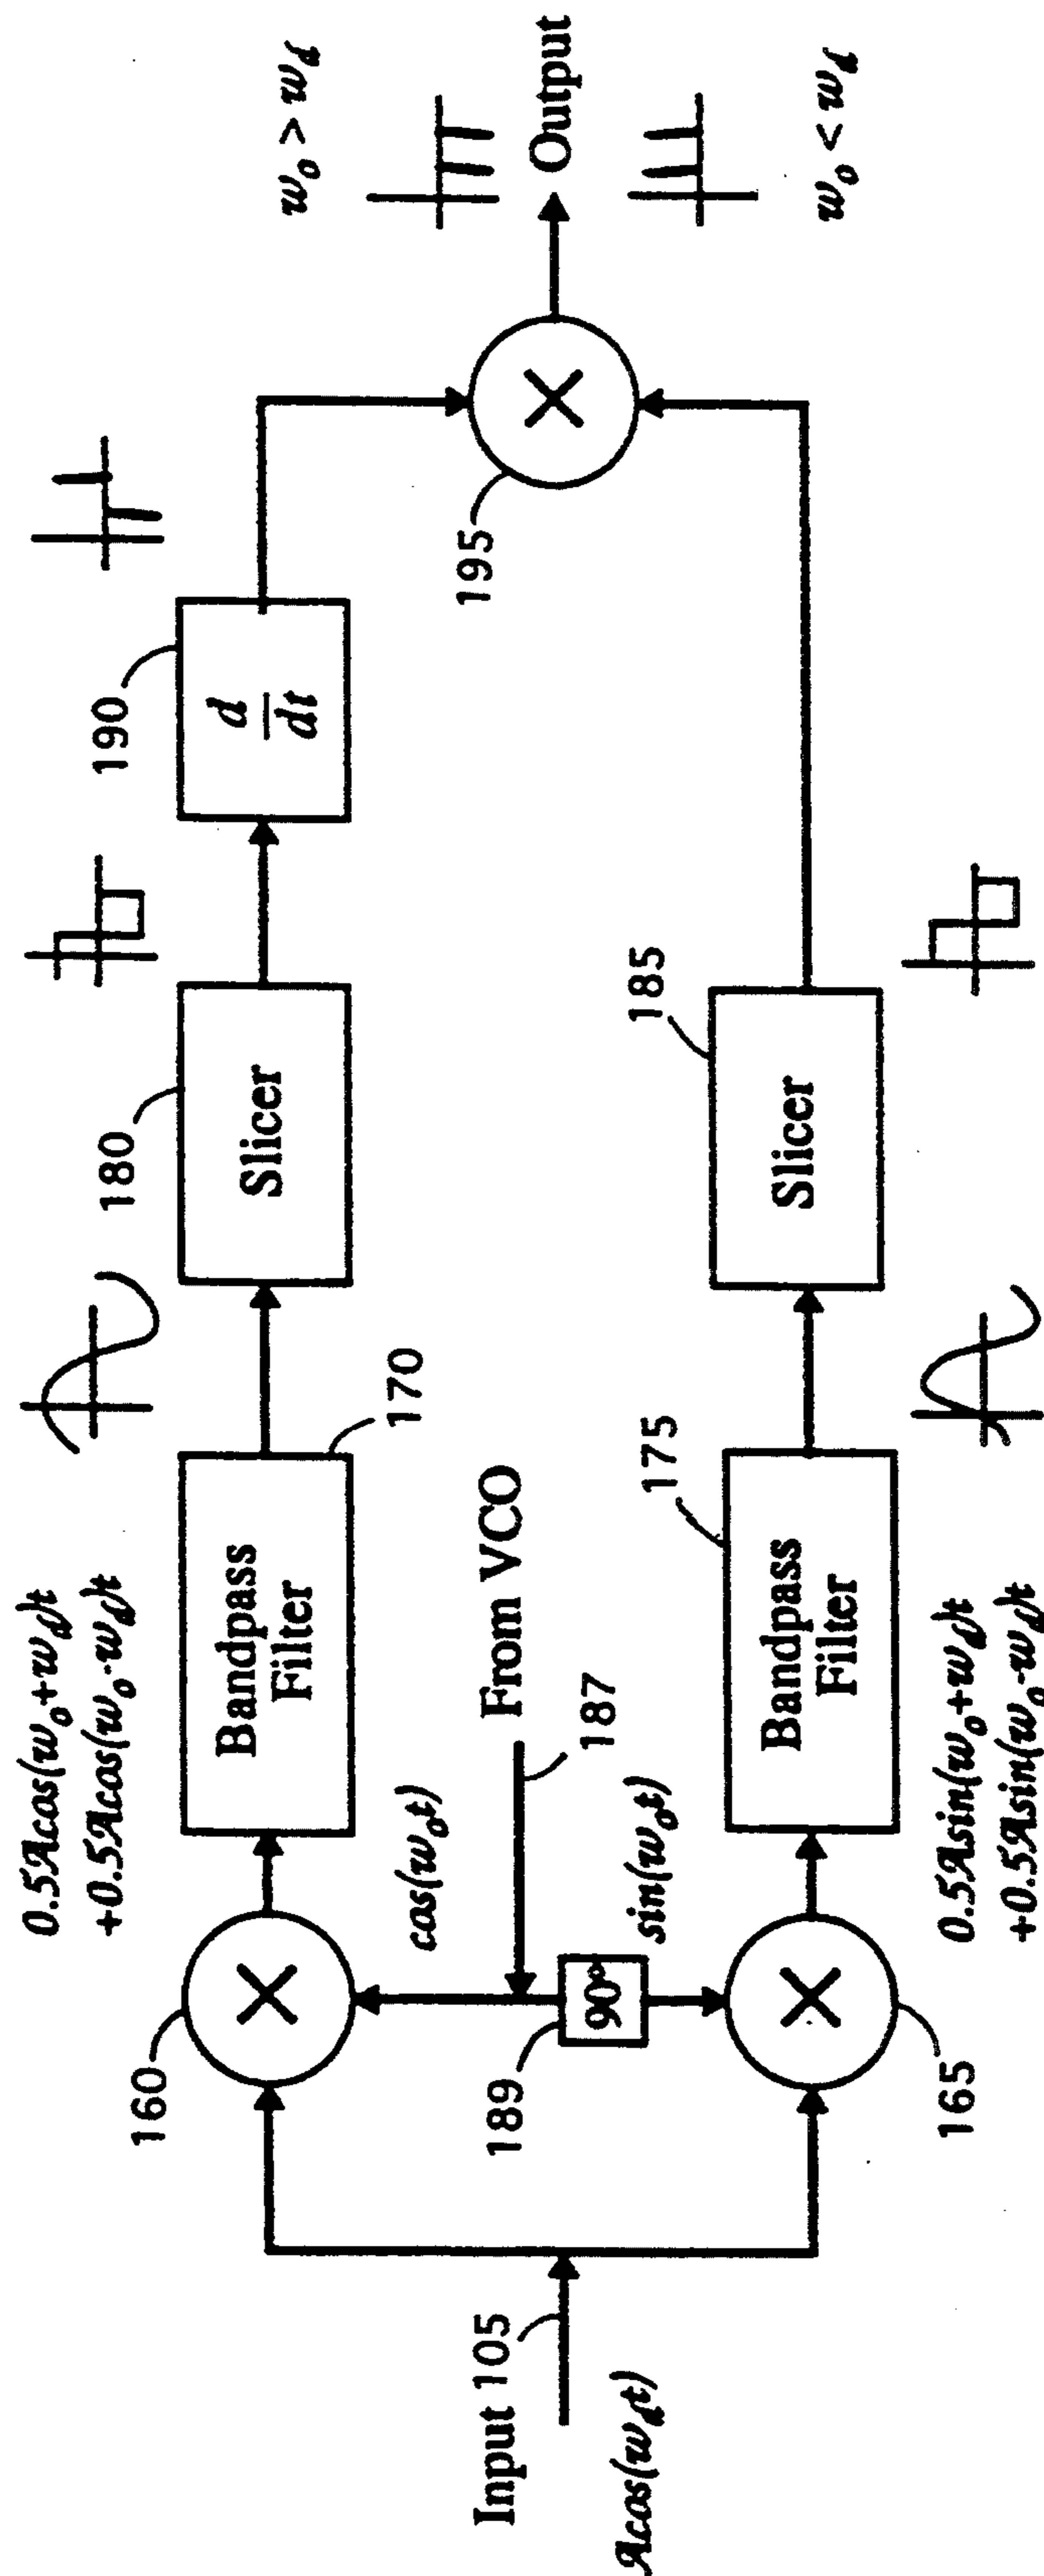 Input 105
Acos(w_d t)
160
165
189
90°
cos(w_o t)
sin(w_o t)
From VCO
187
0.5Acos(w_o+w_d)t
+0.5Acos(w_o-w_d)t
Bandpass
Filter
170
0.5Asin(w_o+w_d)t
+0.5Asin(w_o-w_d)t
Bandpass
Filter
175
Slicer
180
Slicer
185
d
dt
190
195
w_o > w_d
Output
w_o < w_d